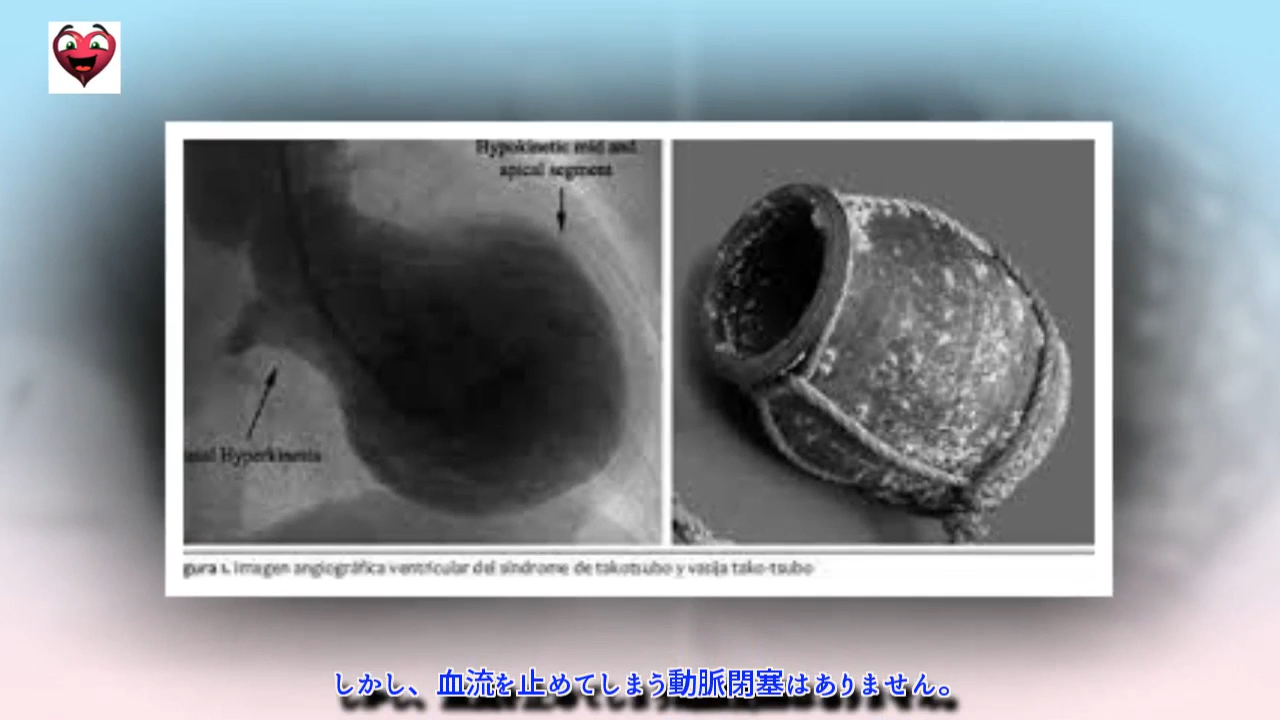 Hypokinetic mid and
apical segment
Hyperkinesia
gura 1. Imagen angiográfica ventricular del síndrome de takotsubo y vasija tako-tsubo
しかし、血流を止めてしまう動脈閉塞はありません。